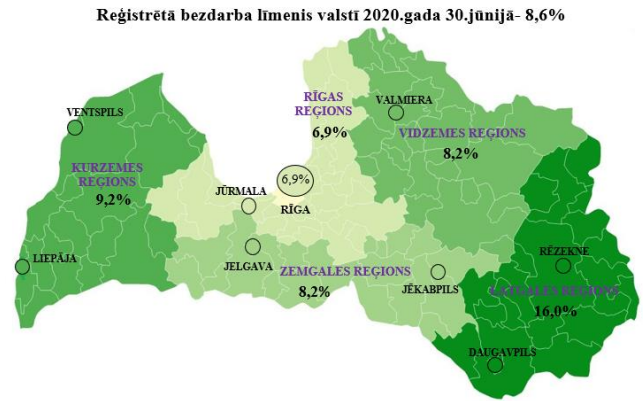 Reģistrētā bezdarba līmenis valstī 2020.gada 30.jūnijā- 8,6%
RĪGAS
REĢIONS
6,9%
VENTSPILS
VALMIERA
VIDZEMES REĢIONS
8,2%
KURZEMES
REĢIONS
9,2%
6,9%
JŪRMALA
RĪGA
LIEPĀJA
JELGAVA
ZEMGALES REĢIONS
8,2%
JĒKABPILS
RĒZEKNE
LATGALES REĢIONS
16,0%
DAUGAVPILS